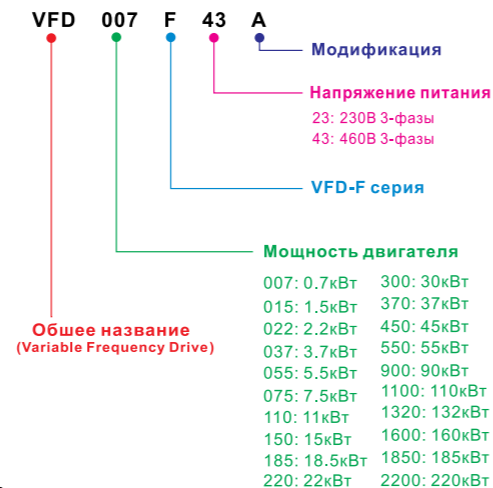 VFD 007 F 43 A
Модификация
Напряжение питания
23: 230В 3-фазы
43: 460В 3-фазы
VFD-F серия
Мощность двигателя
007: 0.7кВт 300: 30кВт
015: 1.5кВт 370: 37кВт
022: 2.2кВт 450: 45кВт
037: 3.7кВт 550: 55кВт
055: 5.5кВт 900: 90кВт
075: 7.5кВт 1100: 110кВт
110: 11кВт 1320: 132кВт
150: 15кВт 1600: 160кВт
185: 18.5кВт 1850: 185кВт
220: 22кВт 2200: 220кВт
Обшее название
(Variable Frequency Drive)